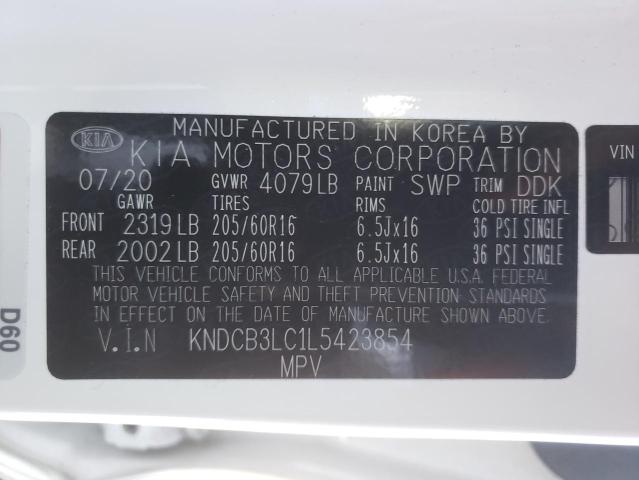 MANUFACTURED IN KOREA BY
KIA KIA MOTORS CORPORATION
07/20 GVWR 4079LB PAINT SWP TRIM DDK
GAWR TIRES RIMS COLD TIRE INFL
FRONT 2319LB 205/60R16 6.5Jx16 36 PSI SINGLE
REAR 2002LB 205/60R16 6.5Jx16 36 PSI SINGLE
THIS VEHICLE CONFORMS TO ALL APPLICABLE U.S.A. FEDERAL
MOTOR VEHICLE SAFETY AND THEFT PREVENTION STANDARDS
IN EFFECT ON THE DATE OF MANUFACTURE SHOWN ABOVE.
V.I.N KNDCB3LC1L5423854
MPV
D60
VIN